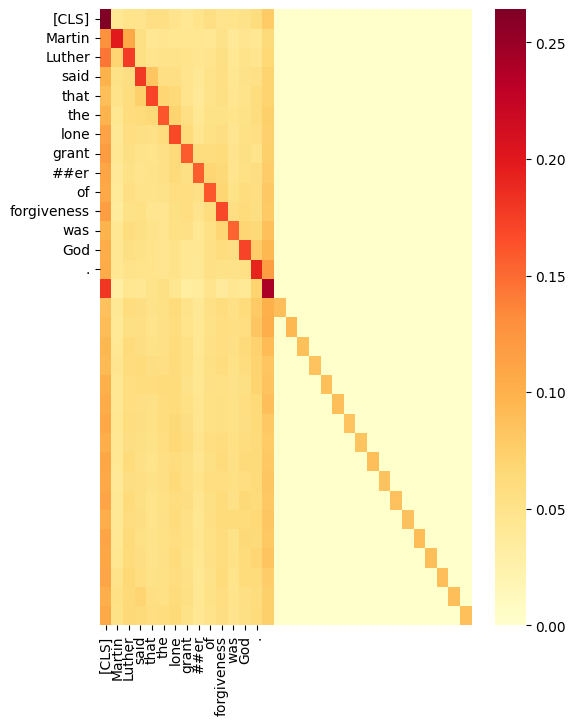 [CLS]
Martin
Luther
said
that
the
lone
grant
##er
of
forgiveness
was
God
.
0.25
0.20
0.15
0.10
0.05
0.00
[CLS]
Martin
Luther
said
that
the
lone
grant
##er
of
forgiveness
was
God
.